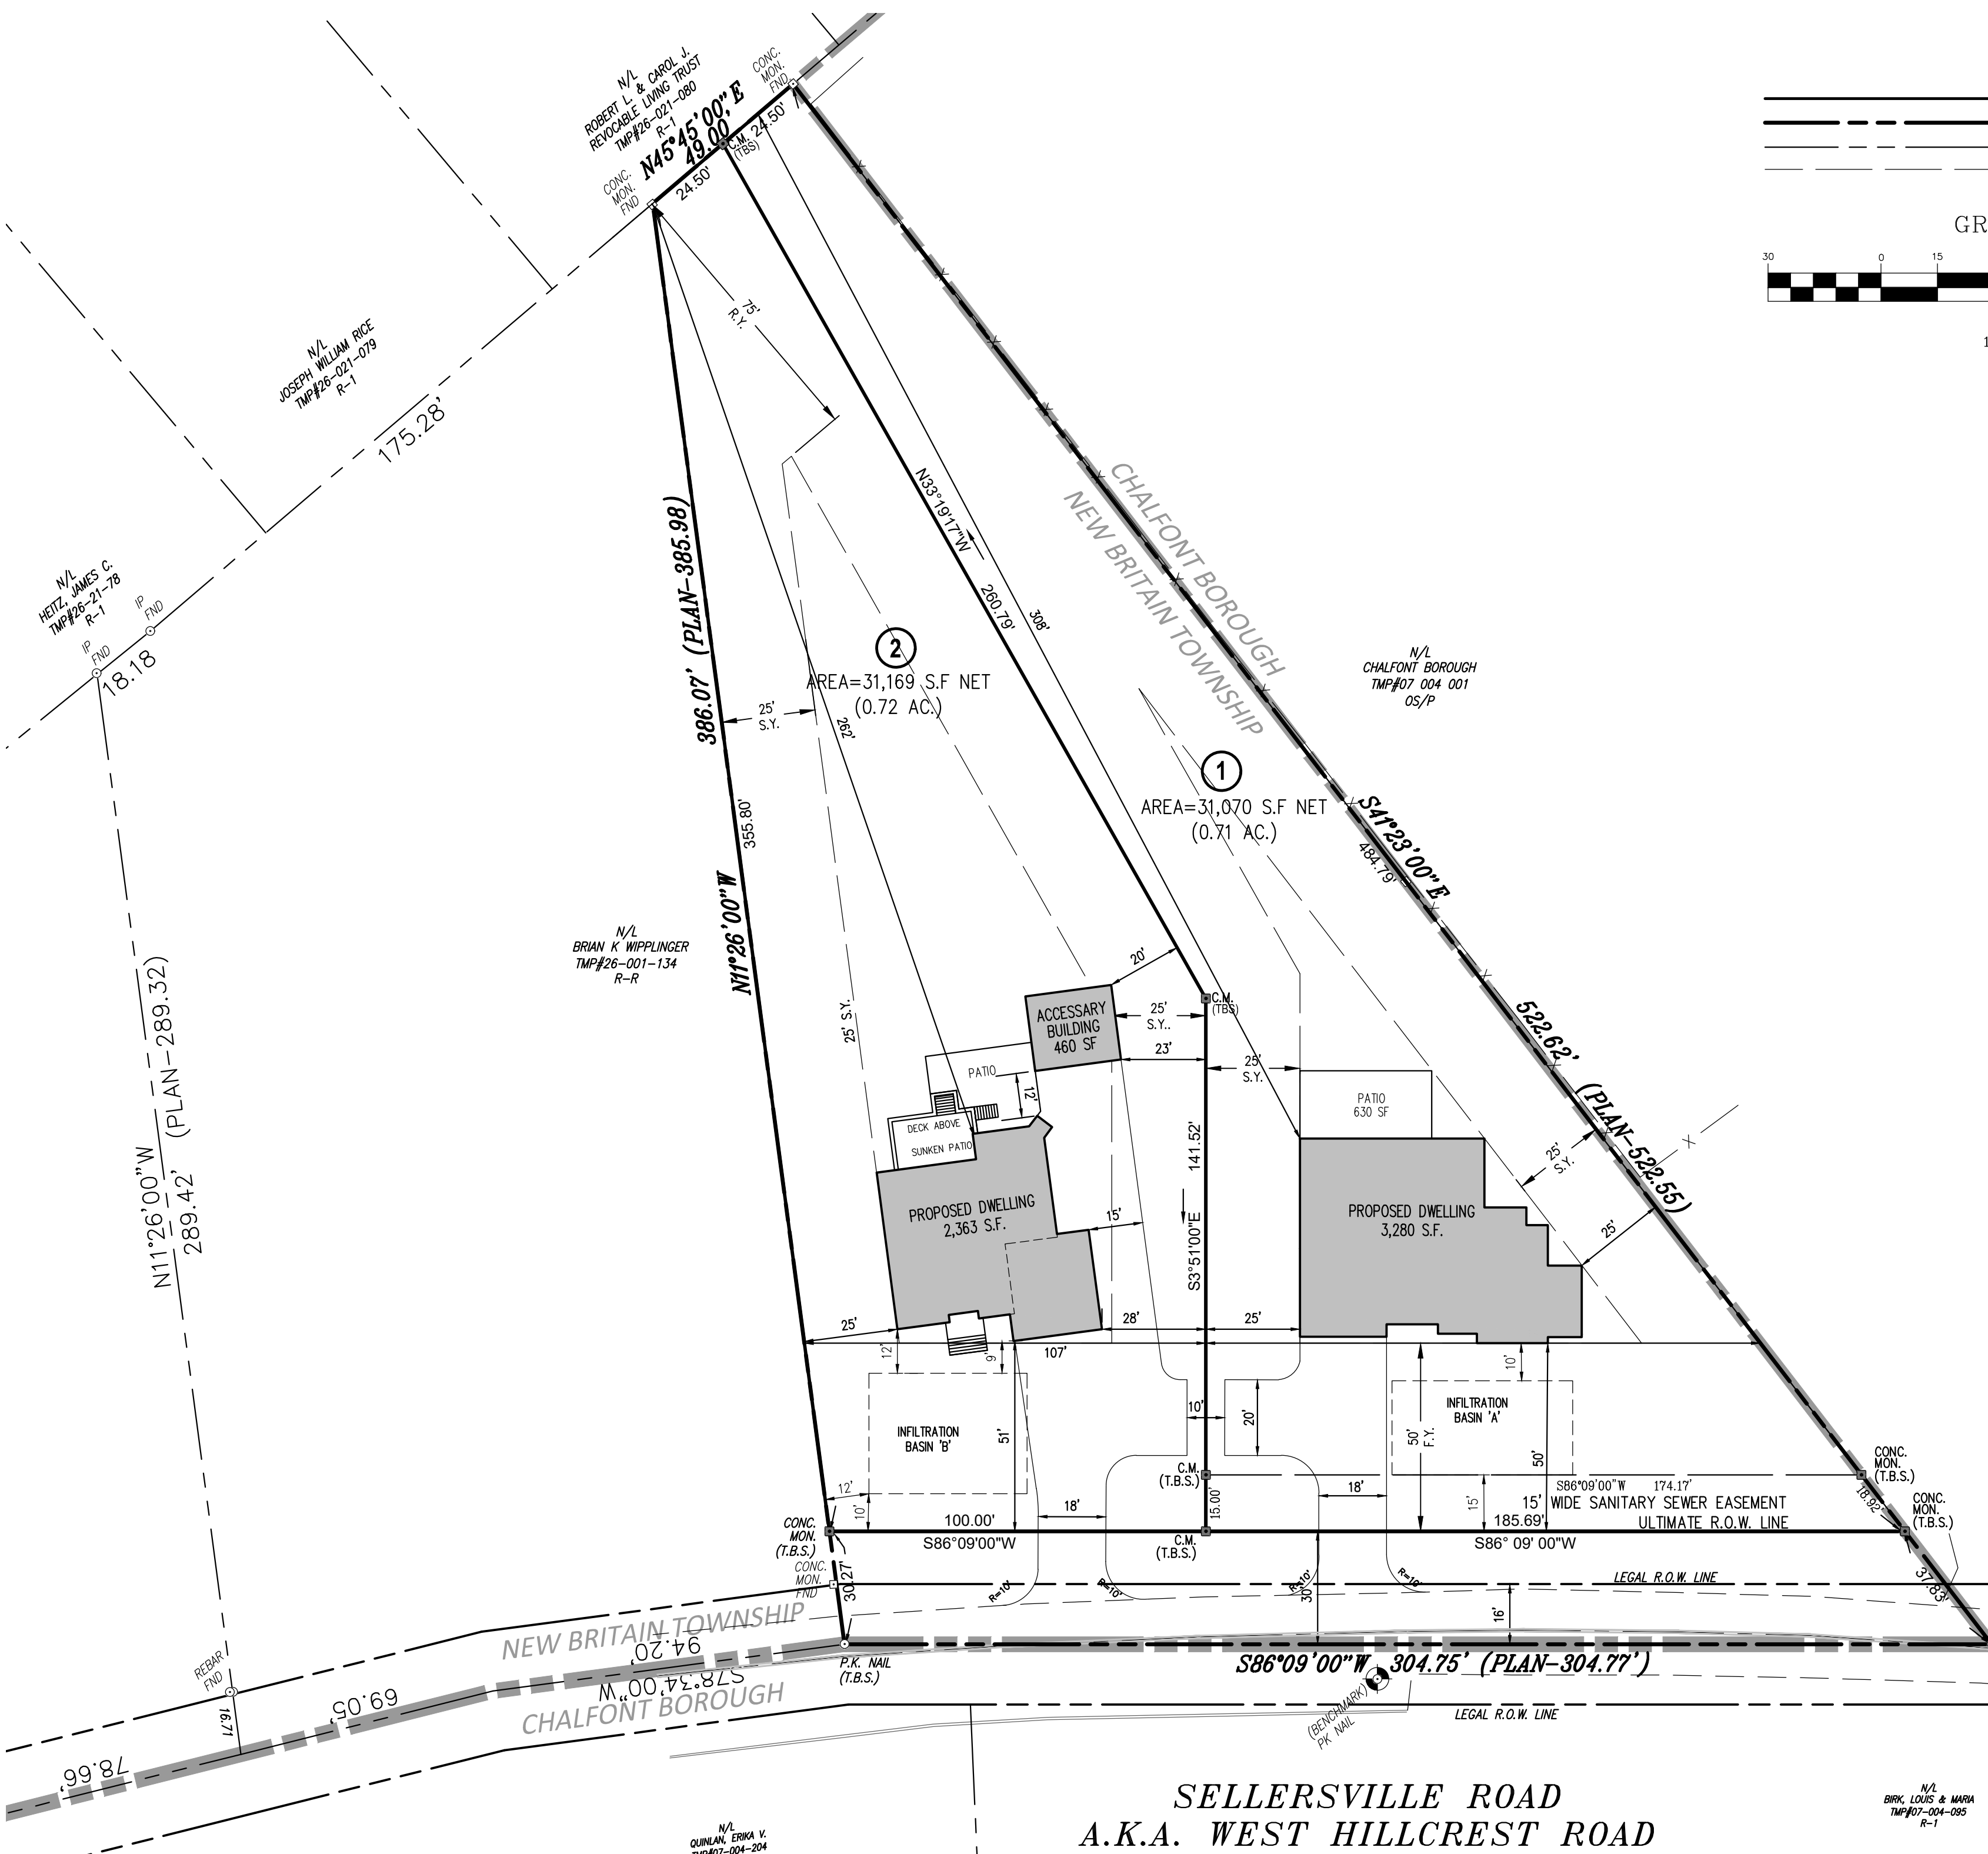 N/L
ROBERT L. & CAROL J.
REVOCABLE LIVING TRUST
TMP#26-021-080
R-1
CONC.
MON.
FND
N45°45'00"E
49.00'
24.50'
C.M.
(TBS)
24.50'
CONC.
MON.
FND
GR
30 0 15
1
75'
R.Y.
N/L
JOSEPH WILLIAM RICE
TMP#26-021-079
R-1
175.28'
N/L
HEITZ, JAMES C.
TMP#26-21-78
R-1
IP
FND
IP
FND
18.18
CHALFONT BOROUGH
NEW BRITAIN TOWNSHIP
N33°19'17"W
260.79'
308'
386.07' (PLAN-385.98)
355.80'
N11°26'00"W
2
AREA=31,169 S.F NET
(0.72 AC.)
262'
25'
S.Y.
N/L
CHALFONT BOROUGH
TMP#07 004 001
OS/P
1
AREA=31,070 S.F NET
(0.71 AC.)
S41°23'00"E
484.79'
522.62'
(PLAN-522.55)
N/L
BRIAN K WIPPLINGER
TMP#26-001-134
R-R
N11°26'00"W
289.42' (PLAN-289.32)
25' S.Y.
20'
ACCESSARY
BUILDING
460 SF
25'
S.Y..
C.M.
(TBS)
23'
25'
S.Y.
PATIO
12'
DECK ABOVE
SUNKEN PATIO
PATIO
630 SF
141.52'
S3°51'00"E
PROPOSED DWELLING
2,363 S.F.
15'
PROPOSED DWELLING
3,280 S.F.
25'
S.Y.
25'
25'
28'
25'
107'
12'
9'
10'
INFILTRATION
BASIN 'B'
51'
10'
20'
50'
F.Y.
INFILTRATION
BASIN 'A'
50'
12'
10'
18'
C.M.
(T.B.S.)
15.00'
18'
15'
S86°09'00"W 174.17'
15' WIDE SANITARY SEWER EASEMENT
185.69'
ULTIMATE R.O.W. LINE
S86° 09' 00"W
CONC.
MON.
(T.B.S.)
18.92'
CONC.
MON.
(T.B.S.)
37.83'
CONC.
MON.
(T.B.S.)
100.00'
S86°09'00"W
C.M.
(T.B.S.)
CONC.
MON.
FND
30.27'
R=10'
R=10'
R=10'
R=10'
30'
16'
LEGAL R.O.W. LINE
NEW BRITAIN TOWNSHIP
94.20'
S78°34'00"W
CHALFONT BOROUGH
P.K. NAIL
(T.B.S.)
S86°09'00"W 304.75' (PLAN-304.77')
(BENCHMARK)
PK NAIL
LEGAL R.O.W. LINE
REBAR
FND
16.71
69.05'
78.66'
SELLERSVILLE ROAD
A.K.A. WEST HILLCREST ROAD
N/L
QUINLAN, ERIKA V.
TMP#07-004-204
N/L
BIRK, LOUIS & MARIA
TMP#07-004-095
R-1